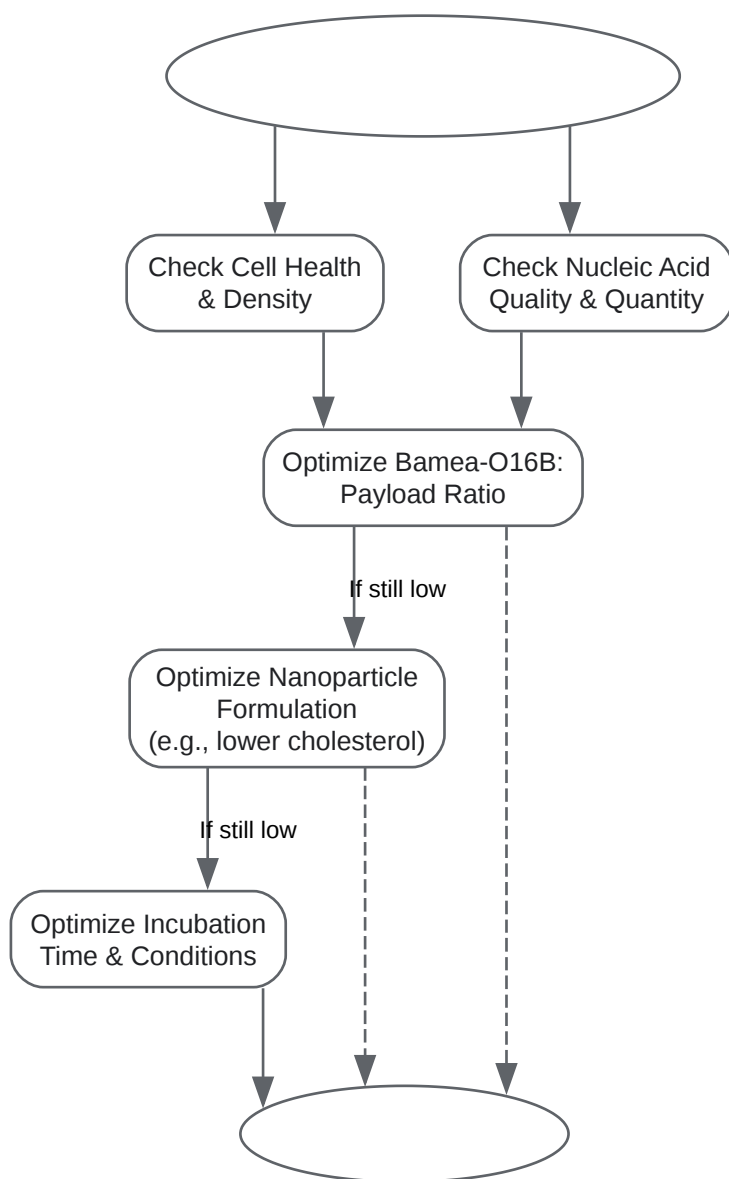 Check Cell Health
& Density
Check Nucleic Acid
Quality & Quantity
Optimize Bamea-O16B:
Payload Ratio
If still low
Optimize Nanoparticle
Formulation
(e.g., lower cholesterol)
If still low
Optimize Incubation
Time & Conditions